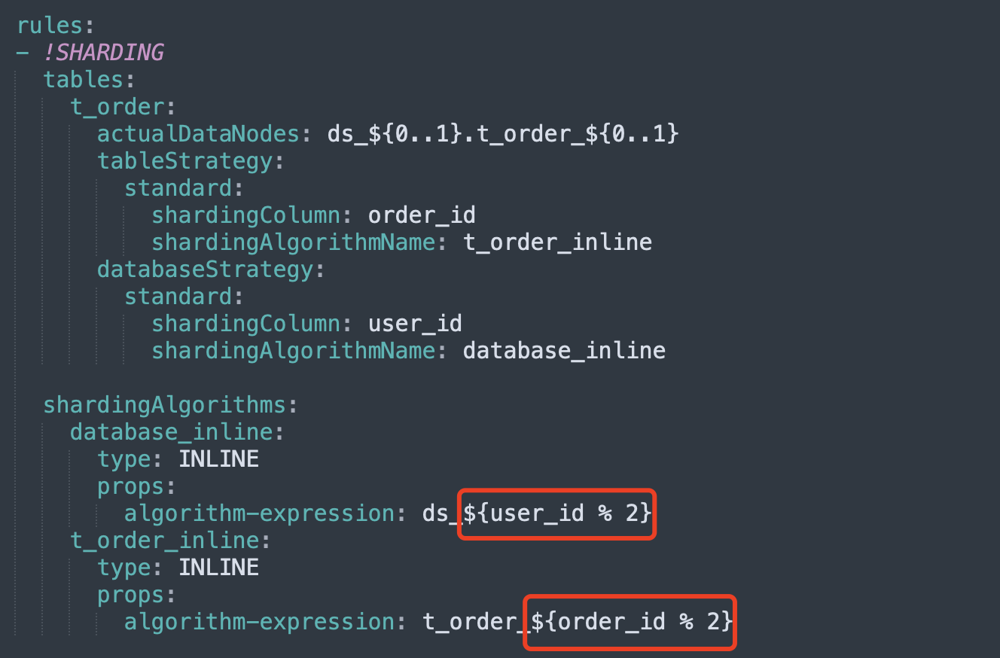 rules:
- !SHARDING
  tables:
    t_order:
      actualDataNodes: ds_${0..1}.t_order_${0..1}
      tableStrategy:
        standard:
          shardingColumn: order_id
          shardingAlgorithmName: t_order_inline
      databaseStrategy:
        standard:
          shardingColumn: user_id
          shardingAlgorithmName: database_inline
  shardingAlgorithms:
    database_inline:
      type: INLINE
      props:
        algorithm-expression: ds_${user_id % 2}
    t_order_inline:
      type: INLINE
      props:
        algorithm-expression: t_order_${order_id % 2}